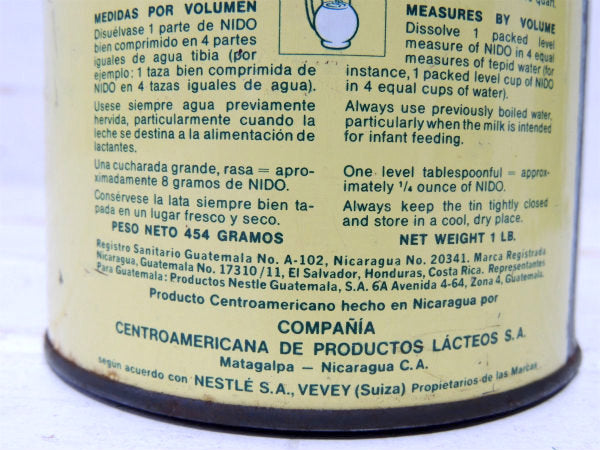 MEDIDAS POR VOLUMEN
Disuélvase 1 parte de NIDO
bien comprimido en 4 partes
iguales de agua tibia (por
ejemplo: 1 taza bien comprimida de
NIDO en 4 tazas iguales de agua).
Usese siempre agua previamente
hervida, particularmente cuando la
leche se destina a la alimentación de
lactantes.
Una cucharada grande, rasa = apro-
ximadamente 8 gramos de NIDO.
Consérvese la lata siempre bien ta-
pada en un lugar fresco y seco.
PESO NETO 454 GRAMOS
quart.
MEASURES BY VOLUME
Dissolve 1 packed level
measure of NIDO in 4 equal
measures of tepid water (for
instance, 1 packed level cup of NIDO
in 4 equal cups of water).
Always use previously boiled water,
particularly when the milk is intended
for infant feeding.
One level tablespoonful = approx-
imately ¼ ounce of NIDO.
Always keep the tin tightly closed
and store in a cool, dry place.
NET WEIGHT 1 LB.
Registro Sanitario Guatemala No. A-102, Nicaragua No. 20341. Marca Registrada
Nicaragua, Guatemala No. 17310/11, El Salvador, Honduras, Costa Rica. Representantes
Para Guatemala: Productos Nestle Guatemala, S.A. 6A Avenida 4-64, Zona 4, Guatemala.
Producto Centroamericano hecho en Nicaragua por
COMPAÑÍA
CENTROAMERICANA DE PRODUCTOS LÁCTEOS S.A.
Matagalpa – Nicaragua C.A.
según acuerdo con NESTLÉ S.A., VEVEY (Suiza) Propietarios de las Marcas